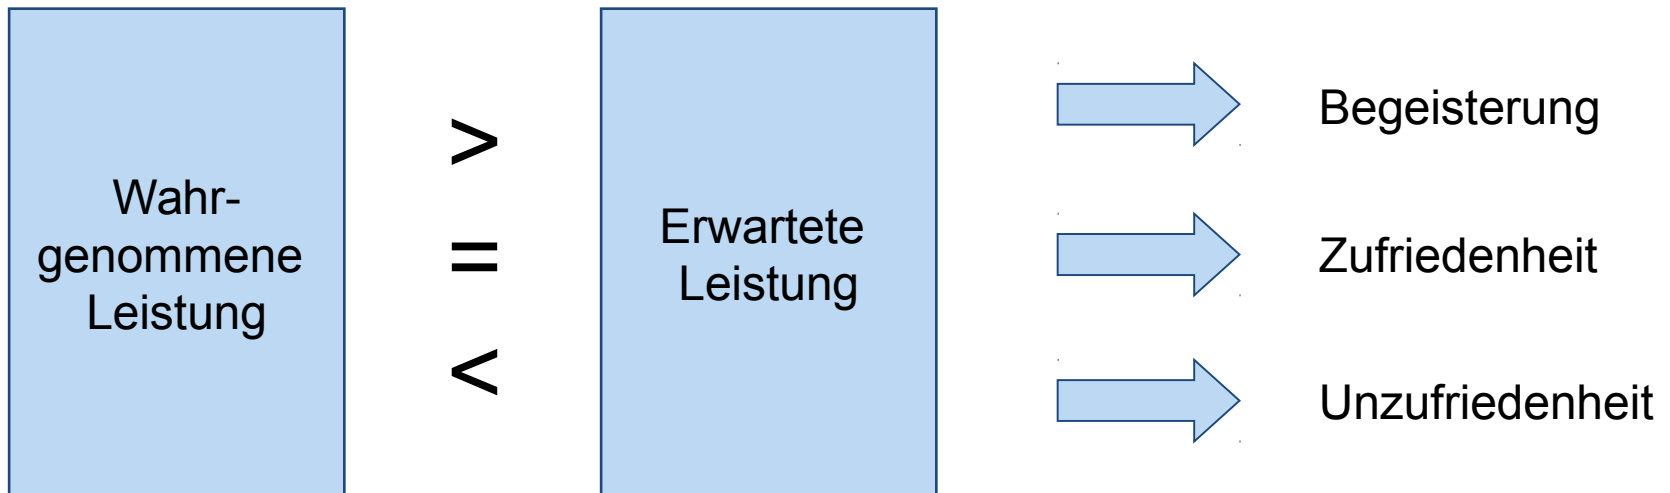 Wahr-
genommene
Leistung
>
=
<
Erwartete
Leistung
Begeisterung
Zufriedenheit
Unzufriedenheit